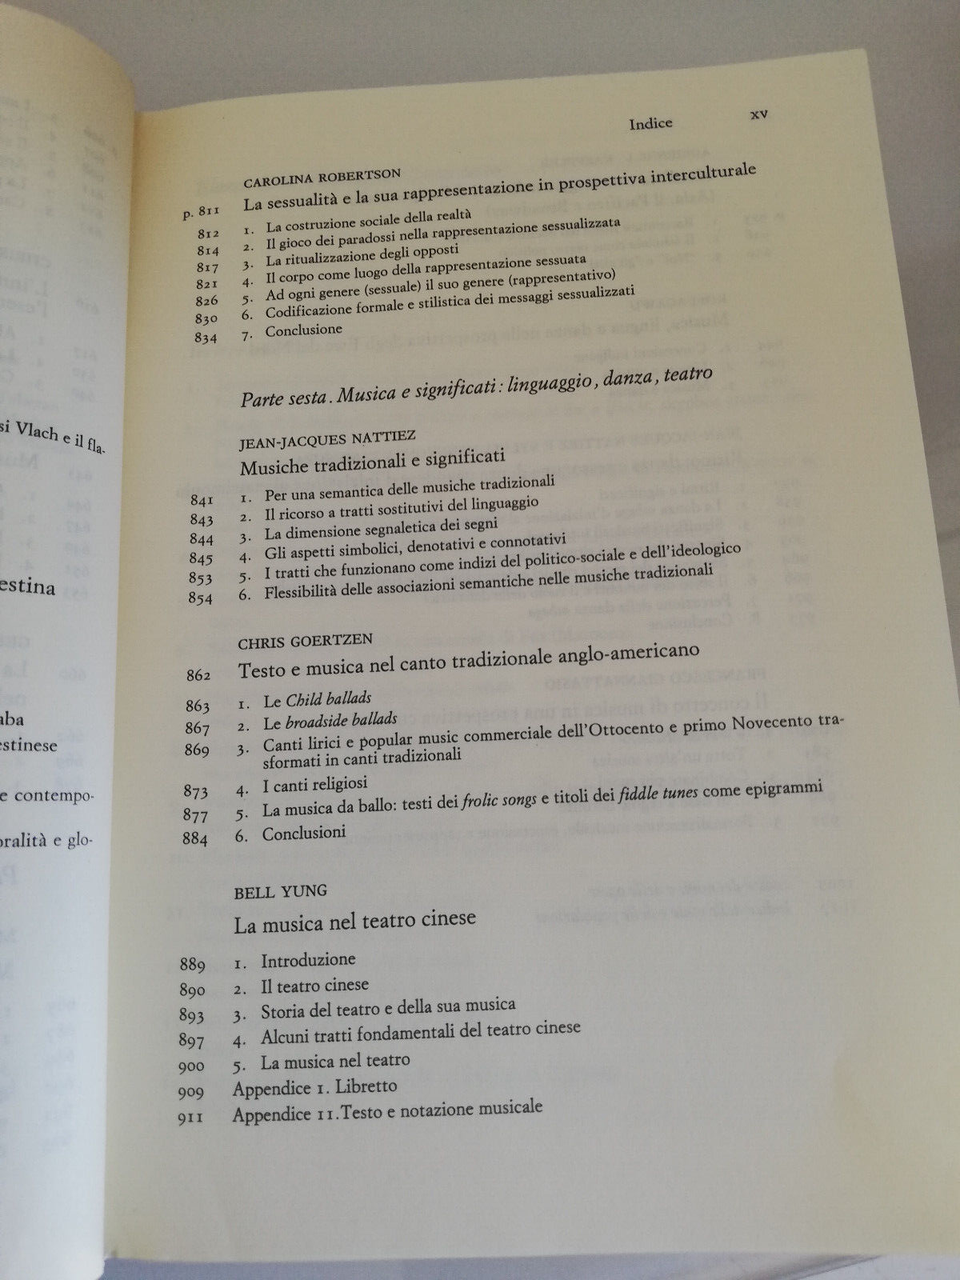 si Vlach e il fla-
estina
aba
estinese
e contempo-
oralità e glo-
Indice xv
CAROLINA ROBERTSON
p. 811 La sessualità e la sua rappresentazione in prospettiva interculturale
812 1. La costruzione sociale della realtà
814 2. Il gioco dei paradossi nella rappresentazione sessualizzata
817 3. La ritualizzazione degli opposti
821 4. Il corpo come luogo della rappresentazione sessuata
826 5. Ad ogni genere (sessuale) il suo genere (rappresentativo)
830 6. Codificazione formale e stilistica dei messaggi sessualizzati
834 7. Conclusione
Parte sesta. Musica e significati: linguaggio, danza, teatro
JEAN-JACQUES NATTIEZ
Musiche tradizionali e significati
841 1. Per una semantica delle musiche tradizionali
843 2. Il ricorso a tratti sostitutivi del linguaggio
844 3. La dimensione segnaletica dei segni
845 4. Gli aspetti simbolici, denotativi e connotativi
853 5. I tratti che funzionano come indizi del politico-sociale e dell'ideologico
854 6. Flessibilità delle associazioni semantiche nelle musiche tradizionali
CHRIS GOERTZEN
862 Testo e musica nel canto tradizionale anglo-americano
863 1. Le Child ballads
867 2. Le broadside ballads
869 3. Canti lirici e popular music commerciale dell'Ottocento e primo Novecento tra-
sformati in canti tradizionali
873 4. I canti religiosi
877 5. La musica da ballo: testi dei frolic songs e titoli dei fiddle tunes come epigrammi
884 6. Conclusioni
BELL YUNG
La musica nel teatro cinese
889 1. Introduzione
890 2. Il teatro cinese
893 3. Storia del teatro e della sua musica
897 4. Alcuni tratti fondamentali del teatro cinese
900 5. La musica nel teatro
909 Appendice 1. Libretto
911 Appendice 11.Testo e notazione musicale